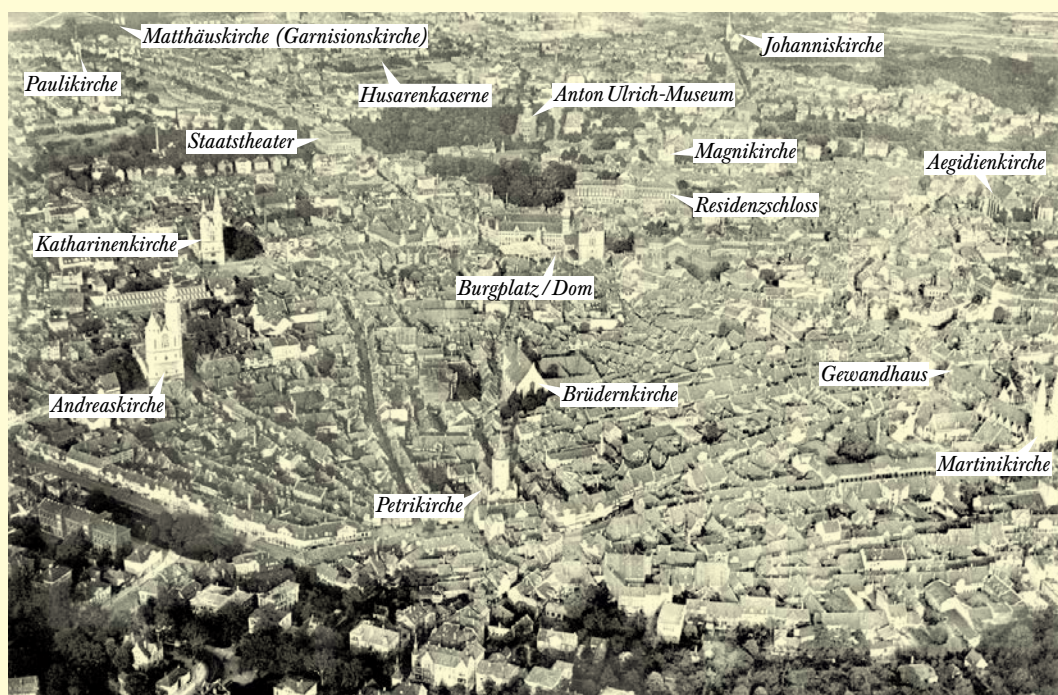 Matthäuskirche (Garnisionskirche)
Johanniskirche
Paulikirche
Husarenkaserne
Anton Ulrich-Museum
Staatstheater
Magnikirche
Aegidienkirche
Residenzschloss
Katharinenkirche
Burgplatz / Dom
Gewandhaus
Brüdernkirche
Andreaskirche
Martinikirche
Petrikirche